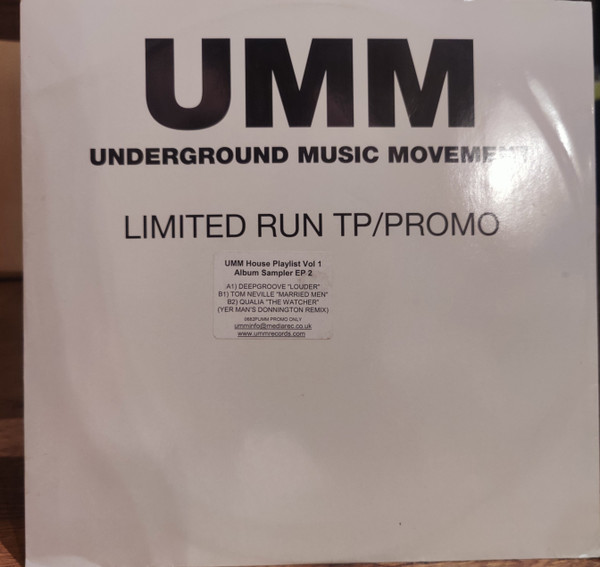 UMM
UNDERGROUND MUSIC MOVEMENT
LIMITED RUN TP/PROMO
UMM House Playlist Vol 1
Album Sampler EP 2
A1) DEEPGROOVE "LOUDER"
B1) TOM NEVILLE "MARRIED MEN"
B2) QUALIA "THE WATCHER"
(YER MAN'S DONNINGTON REMIX)
PROMO ONLY
umminfo@mediarec.co.uk
www.ummrecords.com